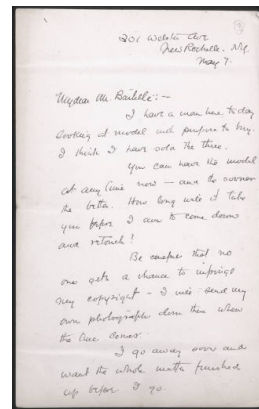 301 Webster Ave
New Rochelle. N.Y.
May 7.
My dear Mr. :—
I have a man here today
looking at model and prepare to buy.
I think I have sold the three.
You can have the model
at any time now — and the sooner
the better. How long will it take
you before I am to come down
and retouch!
Be careful that no
one gets a chance to infringe
my copyright — I will send my
own photographer down there when
the time comes.
I go away soon and
want the whole matter finished
up before I go.